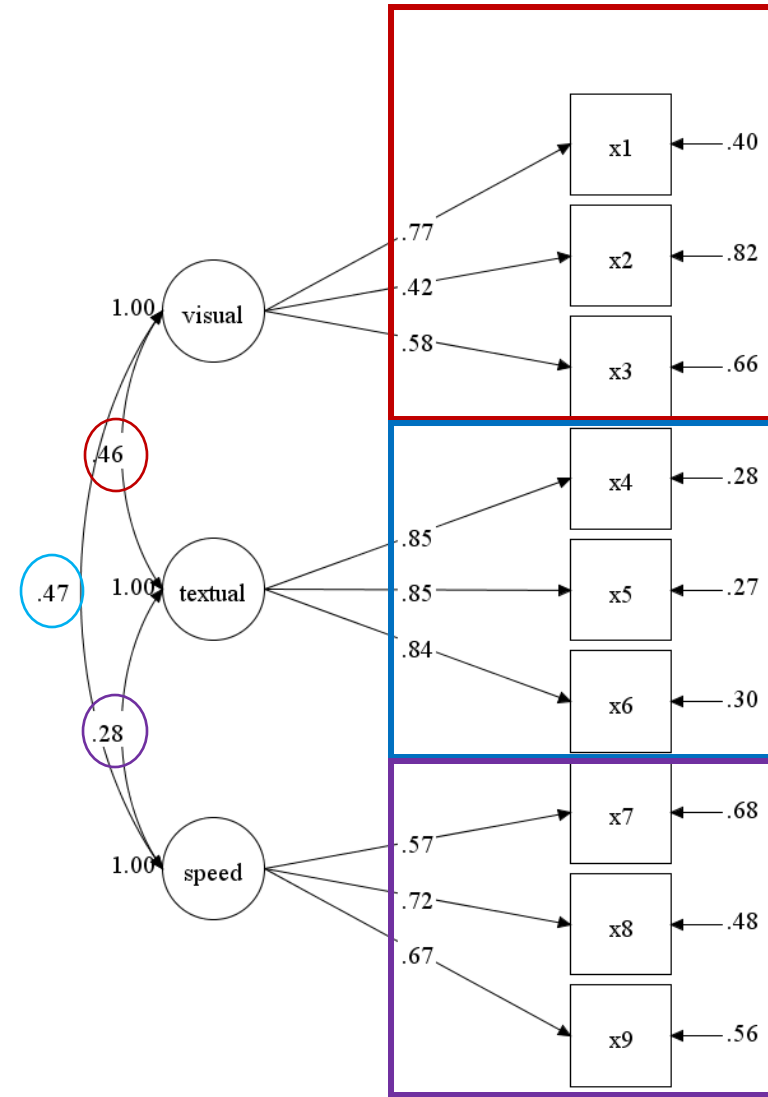 x1
.40
.77
x2
.82
.42
1.00
visual
.58
x3
.66
.46
x4
.28
.85
.47
1.00
textual
.85
x5
.27
.84
x6
.30
.28
x7
.68
.57
1.00
speed
.72
x8
.48
.67
x9
.56